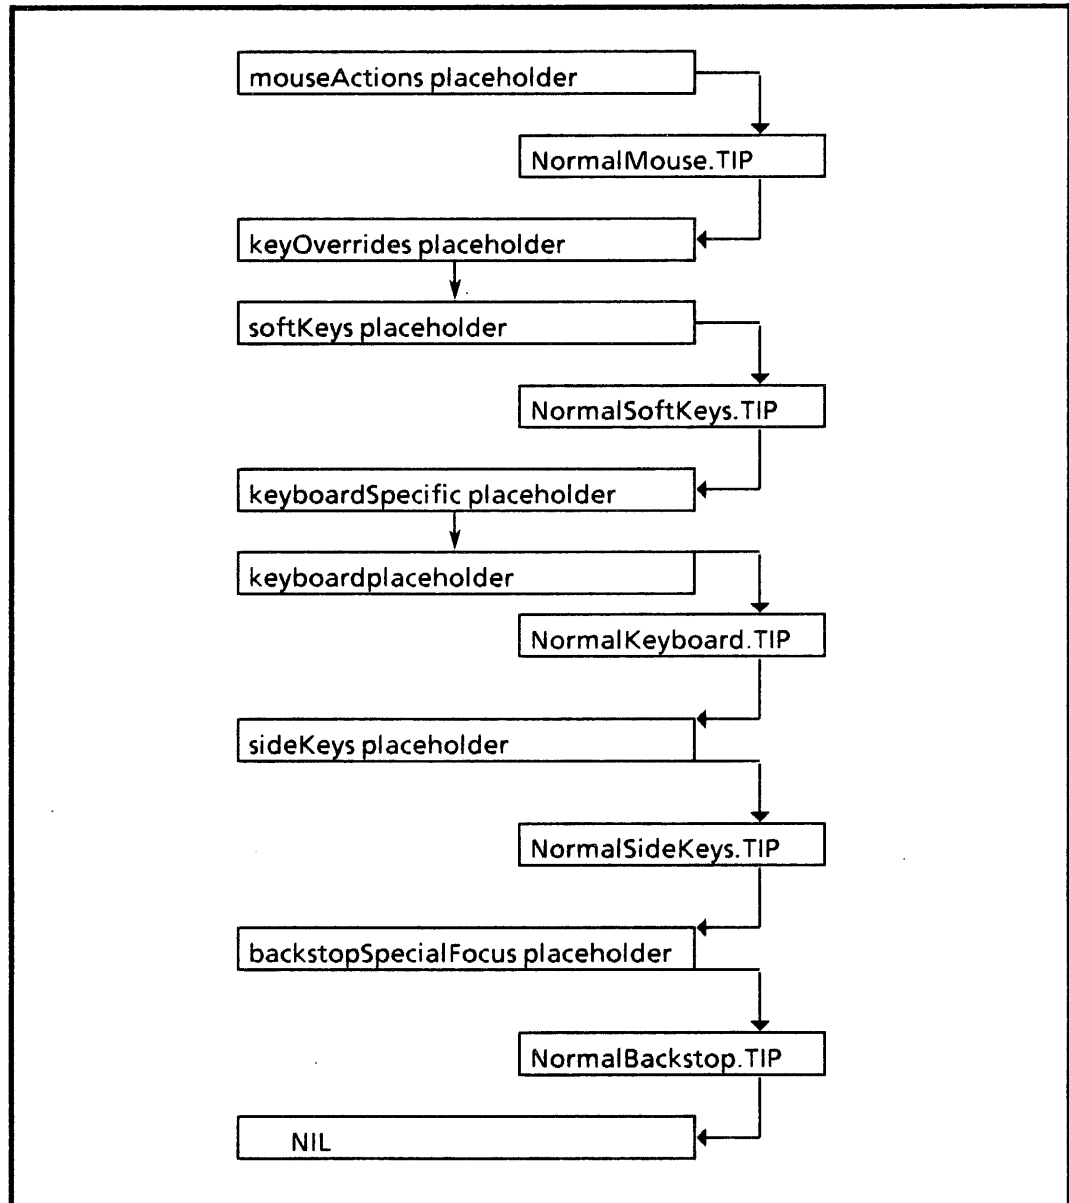 mouseActions placeholder
NormalMouse.TIP
keyOverrides placeholder
softKeys placeholder
NormalSoftKeys.TIP
keyboardSpecific placeholder
keyboardplaceholder
NormalKeyboard.TIP
sideKeys placeholder
NormalSideKeys.TIP
backstopSpecialFocus placeholder
NormalBackstop.TIP
NIL